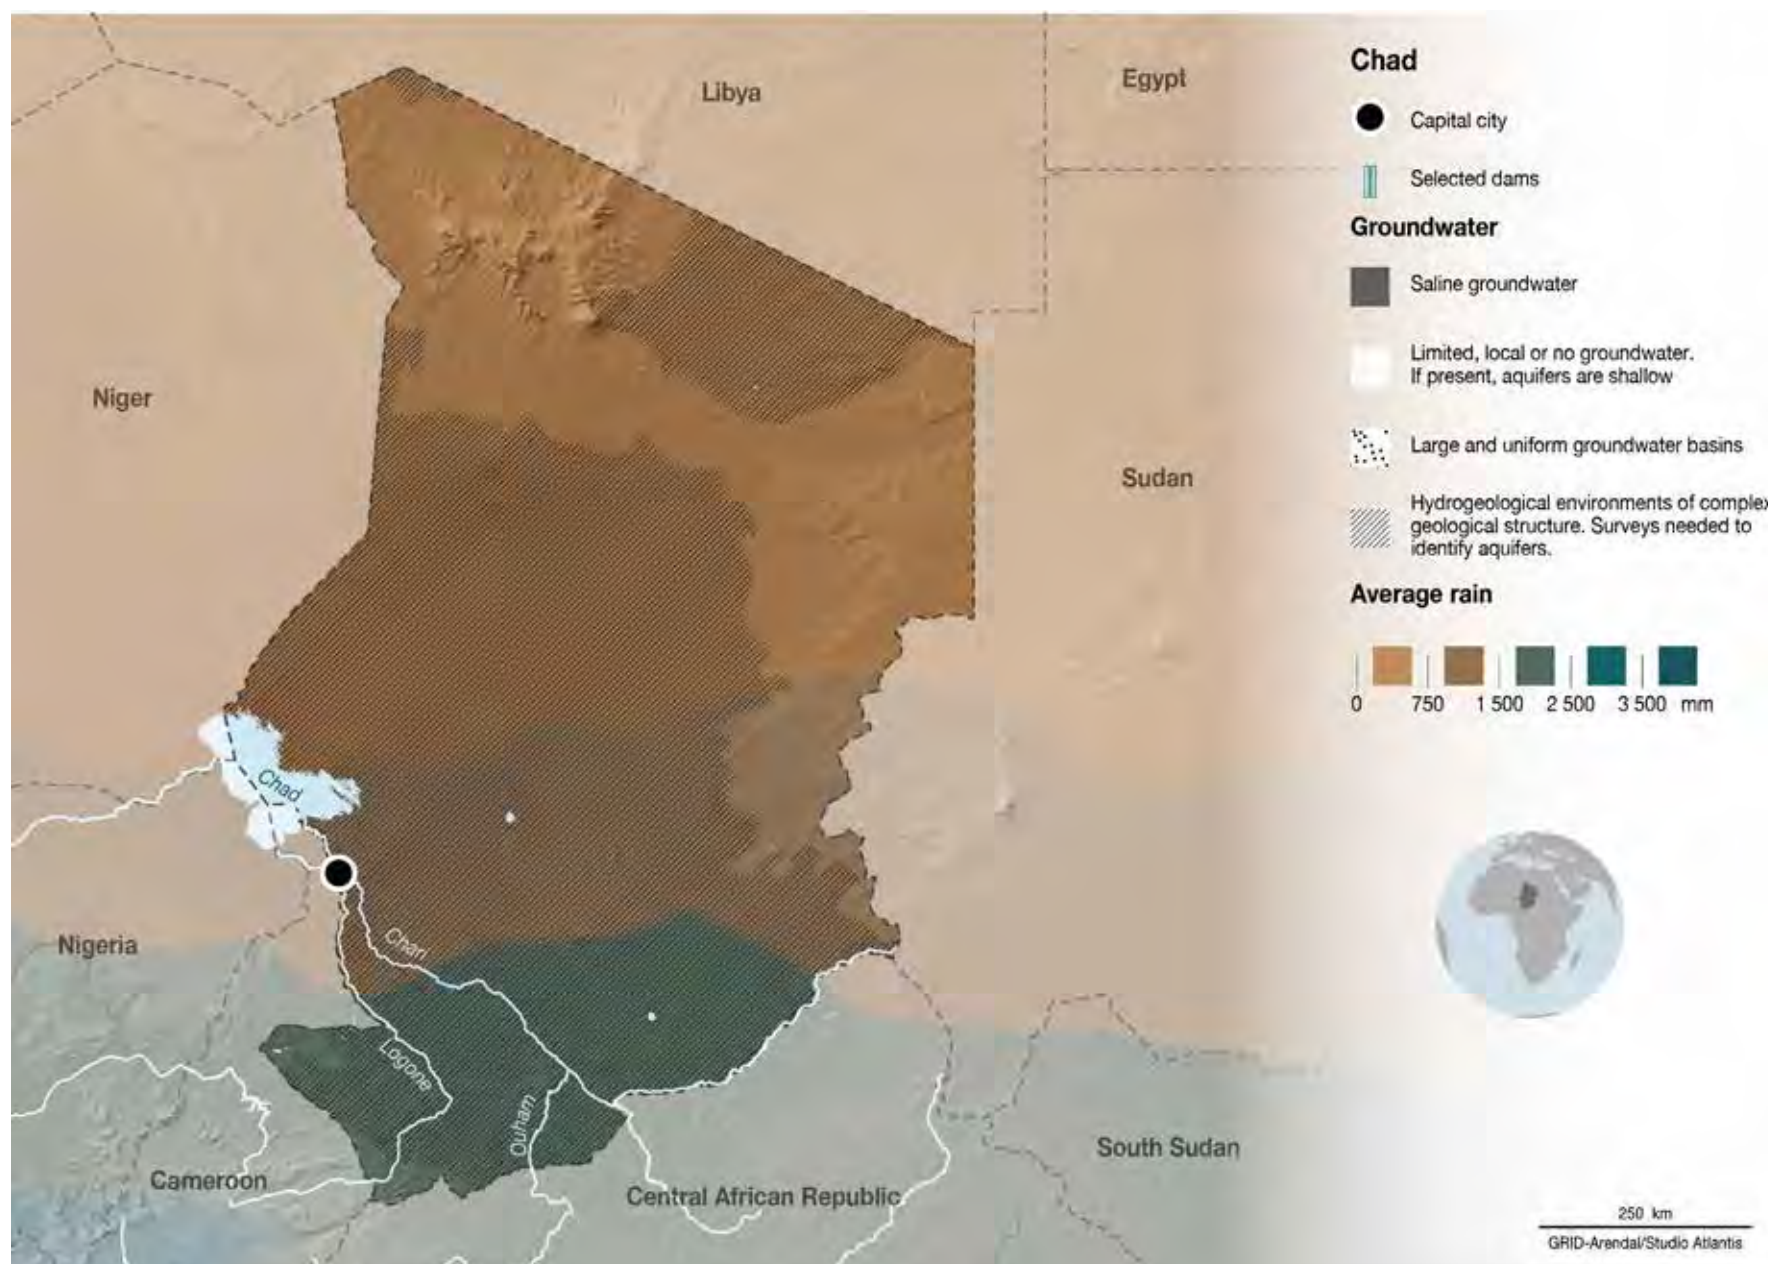 Libya
Egypt
Niger
Sudan
Chad
Nigeria
Chari
Logone
Ouham
Cameroon
Central African Republic
South Sudan
Chad
Capital city
Selected dams
Groundwater
Saline groundwater
Limited, local or no groundwater.
If present, aquifers are shallow
Large and uniform groundwater basins
Hydrogeological environments of complex
geological structure. Surveys needed to
identify aquifers.
Average rain
0 750 1 500 2 500 3 500 mm
250 km
GRID-Arendal/Studio Atlantis